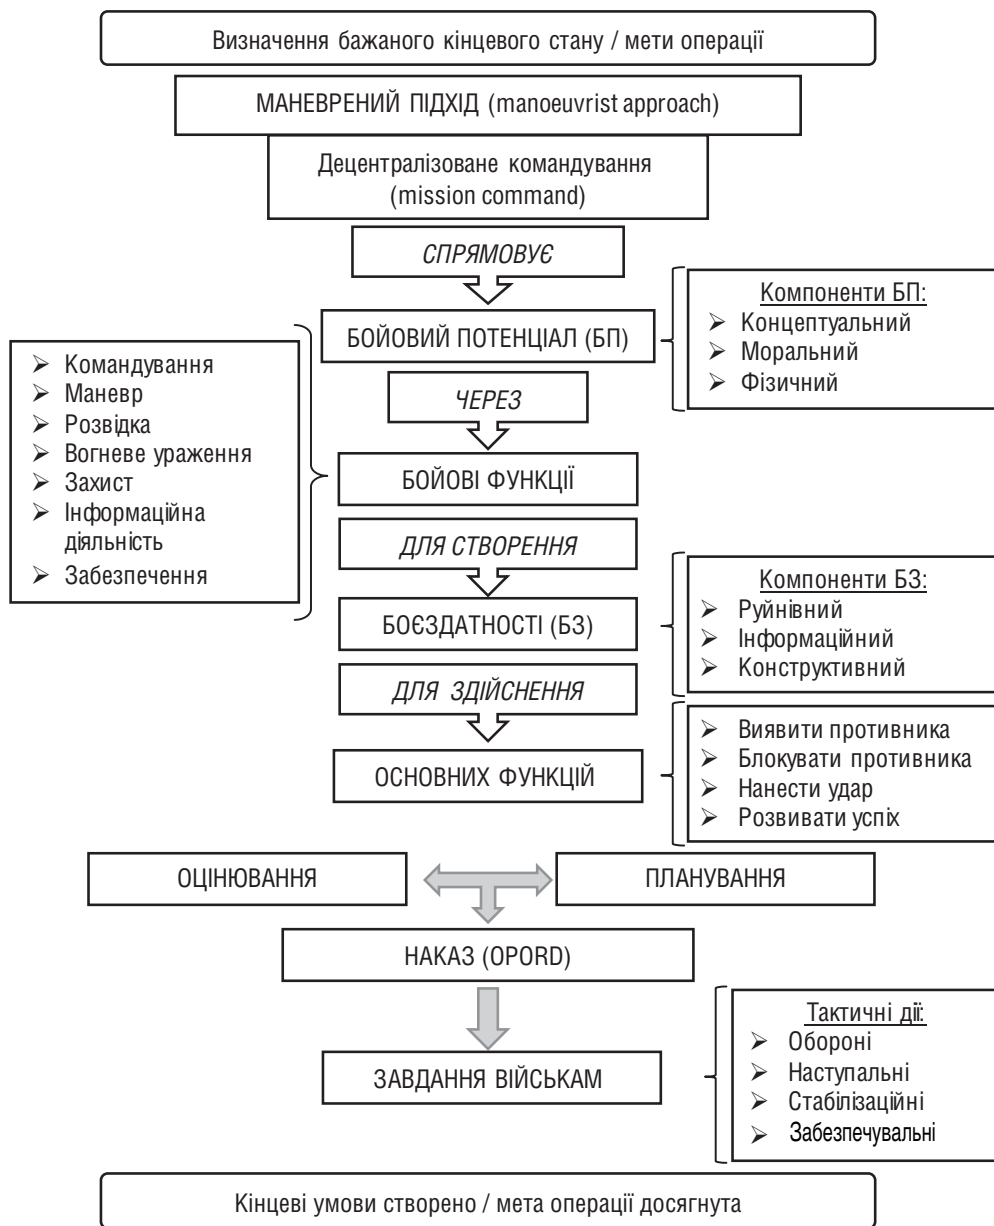 Визначення бажаного кінцевого стану / мети операції
МАНЕВРЕНИЙ ПІДХІД (manoeuvrist approach)
Децентралізоване командування
(mission command)
СПРЯМОВУЄ
БОЙОВИЙ ПОТЕНЦІАЛ (БП)
Компоненти БП:
➢ Концептуальний
➢ Моральний
➢ Фізичний
ЧЕРЕЗ
➢ Командування
➢ Маневр
➢ Розвідка
➢ Вогневе ураження
➢ Захист
➢ Інформаційна
діяльність
➢ Забезпечення
БОЙОВІ ФУНКЦІЇ
ДЛЯ СТВОРЕННЯ
БОЄЗДАТНОСТІ (БЗ)
Компоненти БЗ:
➢ Руйнівний
➢ Інформаційний
➢ Конструктивний
ДЛЯ ЗДІЙСНЕННЯ
ОСНОВНИХ ФУНКЦІЙ
➢ Виявити противника
➢ Блокувати противника
➢ Нанести удар
➢ Розвивати успіх
ОЦІНЮВАННЯ
ПЛАНУВАННЯ
НАКАЗ (OPORD)
ЗАВДАННЯ ВІЙСЬКАМ
Тактичні дії:
➢ Обороні
➢ Наступальні
➢ Стабілізаційні
➢ Забезпечувальні
Кінцеві умови створено / мета операції досягнута